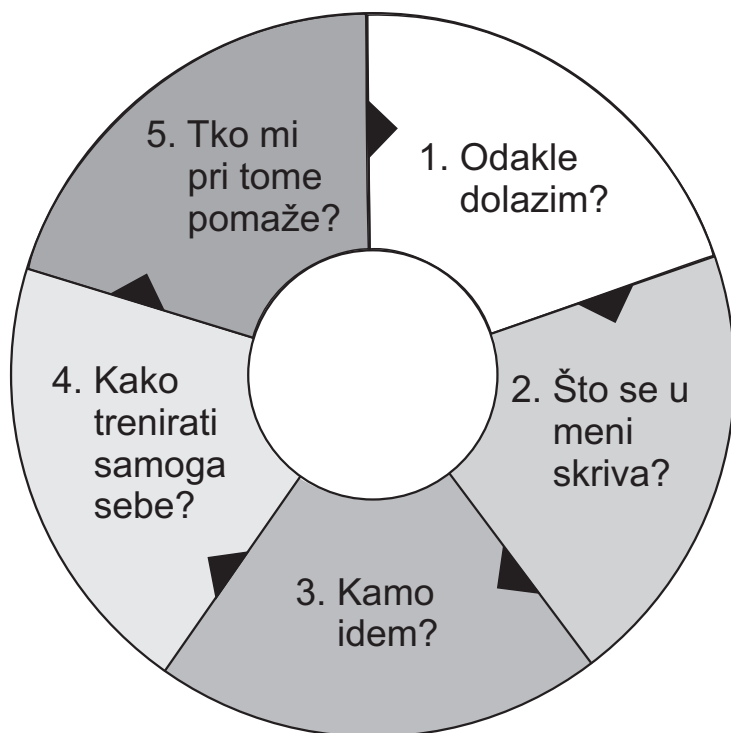 1. Odakle
dolazim?
2. Što se u
meni
skriva?
3. Kamo
idem?
4. Kako
trenirati
samoga
sebe?
5. Tko mi
pri tome
pomaže?